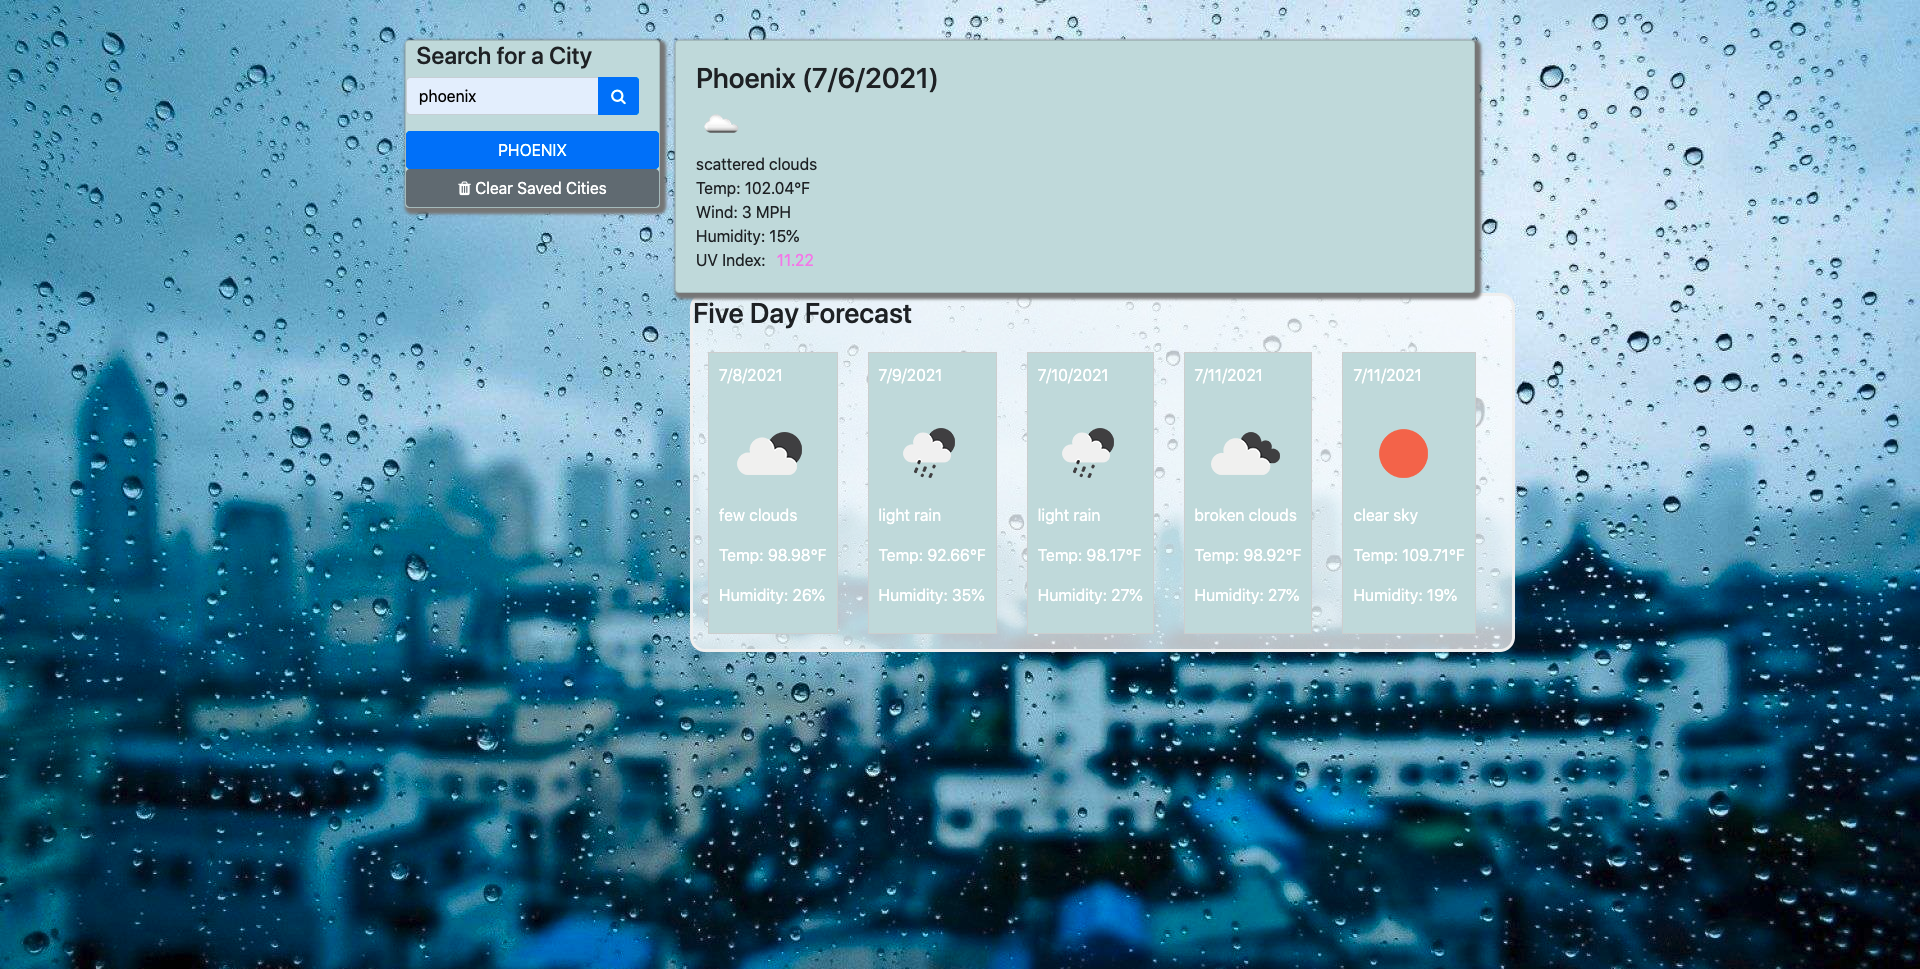 Search for a City
phoenix
PHOENIX
Clear Saved Cities
Phoenix (7/6/2021)
scattered clouds
Temp: 102.04°F
Wind: 3 MPH
Humidity: 15%
UV Index: 11.22
Five Day Forecast
7/8/2021
few clouds
Temp: 98.98°F
Humidity: 26%
7/9/2021
light rain
Temp: 92.66°F
Humidity: 35%
7/10/2021
light rain
Temp: 98.17°F
Humidity: 27%
7/11/2021
broken clouds
Temp: 98.92°F
Humidity: 27%
7/11/2021
clear sky
Temp: 109.71°F
Humidity: 19%